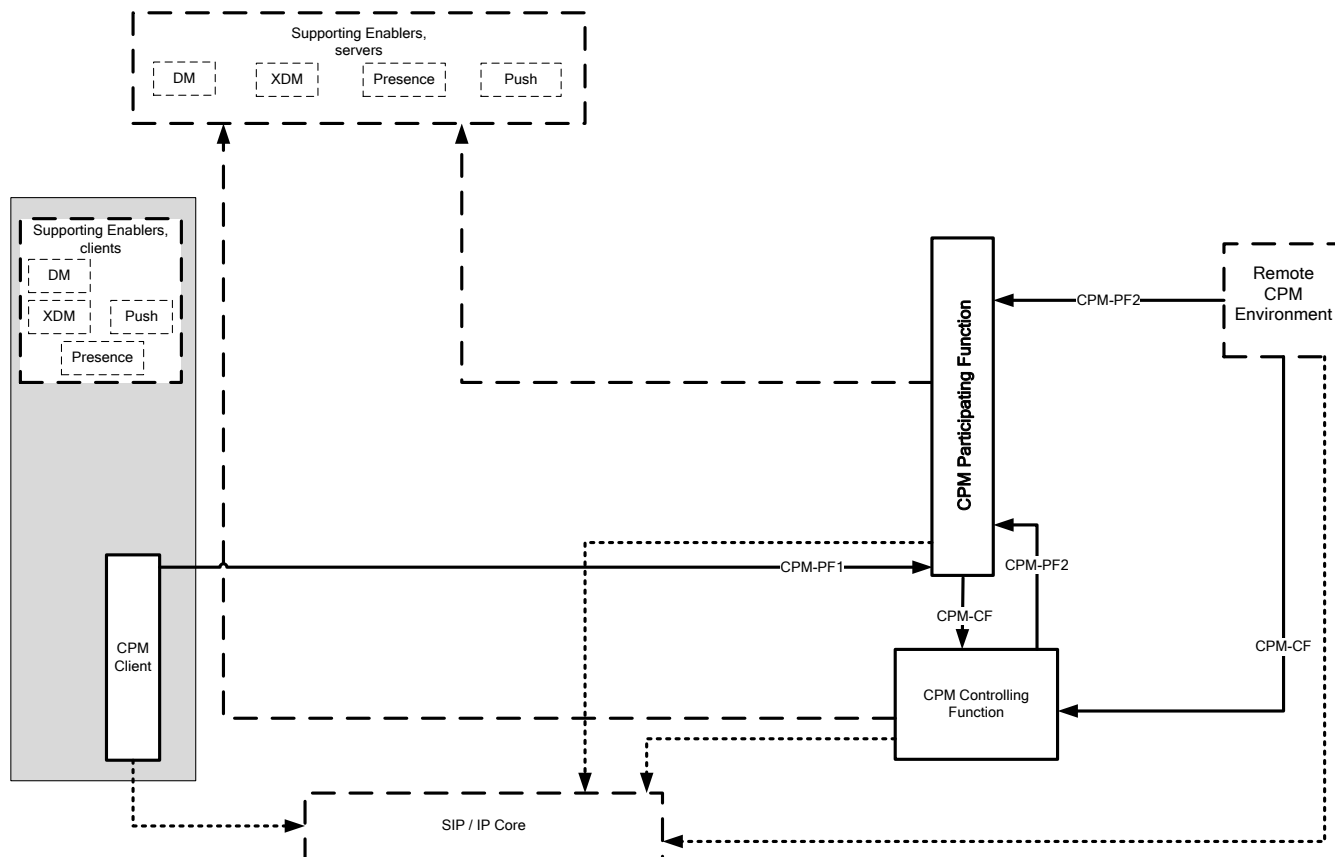 Supporting Enablers,
servers
DM
XDM
Presence
Push
Supporting Enablers,
clients
DM
XDM
Push
Presence
CPM Participating Function
CPM-PF2
Remote
CPM
Environment
CPM-PF1
CPM-PF2
CPM-CF
CPM
Client
CPM-CF
CPM Controlling
Function
SIP / IP Core